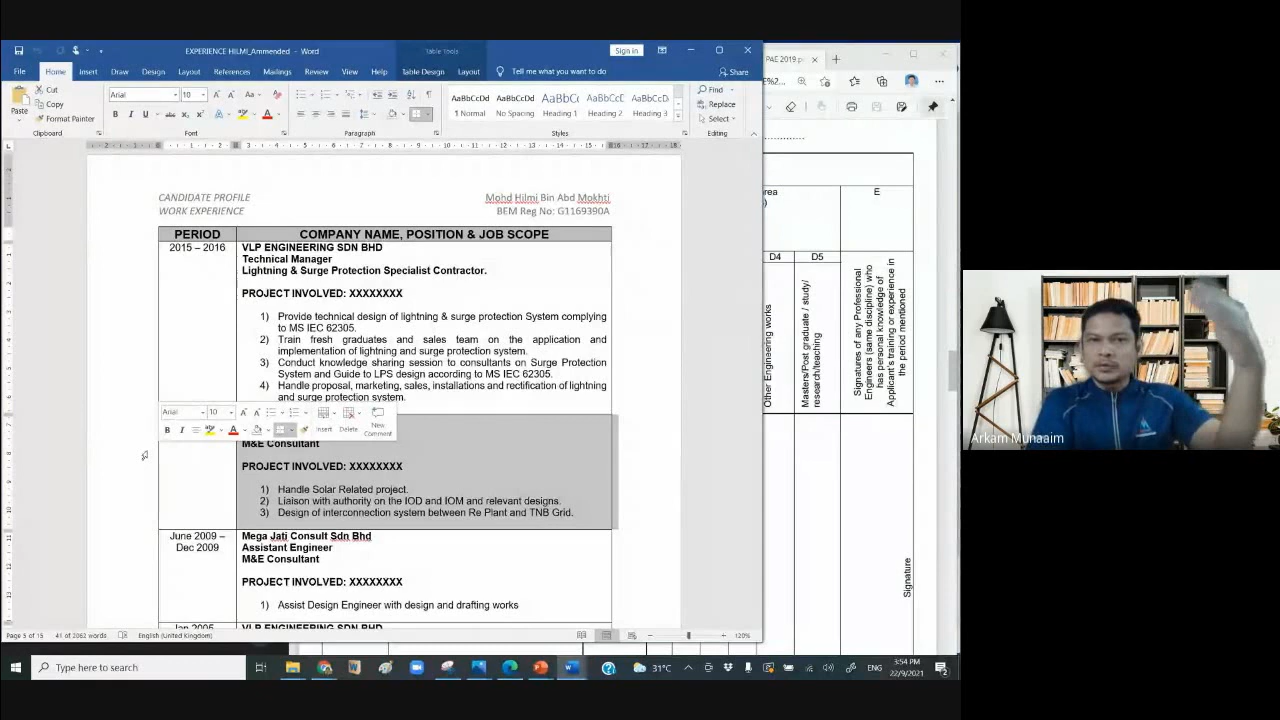 EXPERIENCE HILMI_Ammended - Word
Table Tools
Sign in
PAE 2019
File Home Insert Draw Design Layout References Mailings Review View Help Table Design Layout Tell me what you want to do Share
Paste
Cut
Copy
Format Painter
Arial 10
AaBbCcDd AaBbCcDd AaBbC AaBbCcC AaBbCcD
¶ Normal No Spacing Heading 1 Heading 2 Heading 3
Find
Replace
Select
Clipboard Font Paragraph Styles Editing
CANDIDATE PROFILE Mohd Hilmi Bin Abd Mokhti
WORK EXPERIENCE BEM Reg No: G1169390A
PERIOD COMPANY NAME, POSITION & JOB SCOPE
2015 – 2016 VLP ENGINEERING SDN BHD
Technical Manager
Lightning & Surge Protection Specialist Contractor.
PROJECT INVOLVED: XXXXXXXX
1) Provide technical design of lightning & surge protection System complying
to MS IEC 62305.
2) Train fresh graduates and sales team on the application and
implementation of lightning and surge protection system.
3) Conduct knowledge sharing session to consultants on Surge Protection
System and Guide to LPS design according to MS IEC 62305.
4) Handle proposal, marketing, sales, installations and rectification of lightning
and surge protection system.
Arial 10
Insert Delete New
Comment
M&E Consultant
PROJECT INVOLVED: XXXXXXXX
1) Handle Solar Related project.
2) Liaison with authority on the IOD and IOM and relevant designs.
3) Design of interconnection system between Re Plant and TNB Grid.
June 2009 – Mega Jati Consult Sdn Bhd
Dec 2009 Assistant Engineer
M&E Consultant
PROJECT INVOLVED: XXXXXXXX
1) Assist Design Engineer with design and drafting works
Jan 2005 VLP ENGINEERING SDN BHD
Page 5 of 15 41 of 2062 words English (United Kingdom) 120%
E
D4 D5
Other Engineering works
Masters/Post graduate / study/
research/teaching
Signatures of any Professional
Engineers (same discipline) who
has personal knowledge of
Applicant's training or experience in
the period mentioned
Signature
Arkam Munaaim
Type here to search
31°C
ENG
3:54 PM
22/9/2021
2